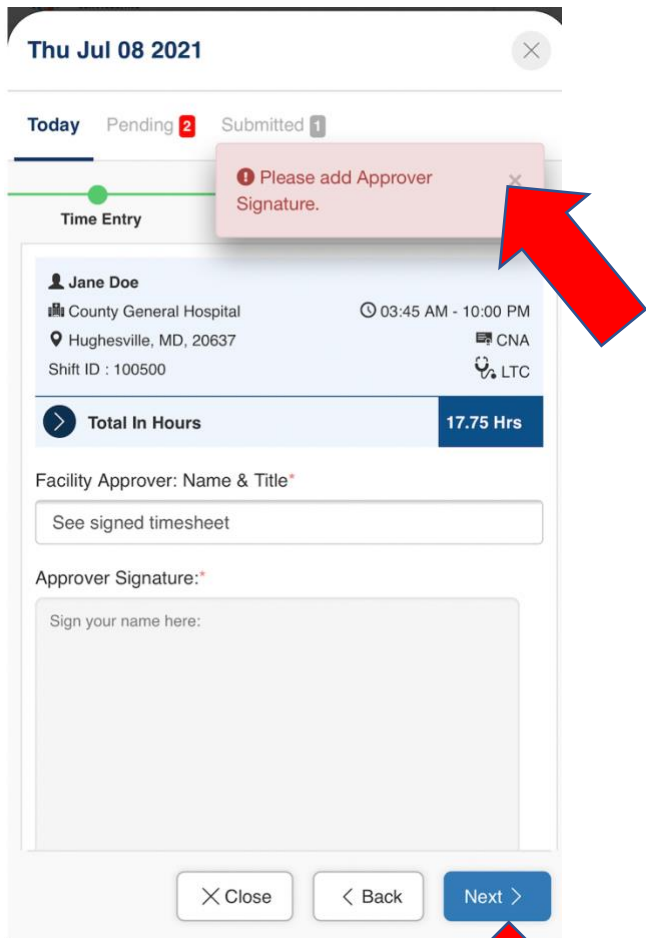 Thu Jul 08 2021
Today Pending 2 Submitted 1
Please add Approver
Signature.
Time Entry
Jane Doe
County General Hospital 03:45 AM - 10:00 PM
Hughesville, MD, 20637 CNA
Shift ID : 100500 LTC
Total In Hours 17.75 Hrs
Facility Approver: Name & Title*
See signed timesheet
Approver Signature:*
Sign your name here:
Close Back Next